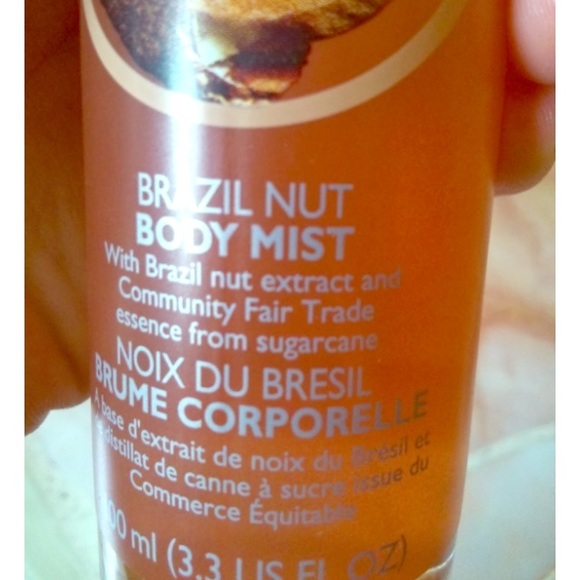 BRAZIL NUT
BODY MIST
With Brazil nut extract and
Community Fair Trade
essence from sugarcane
NOIX DU BRESIL
BRUME CORPORELLE
À base d'extrait de noix du Brésil et
distillat de canne à sucre issue du
Commerce Équitable
100 ml (3.3 US FL OZ)